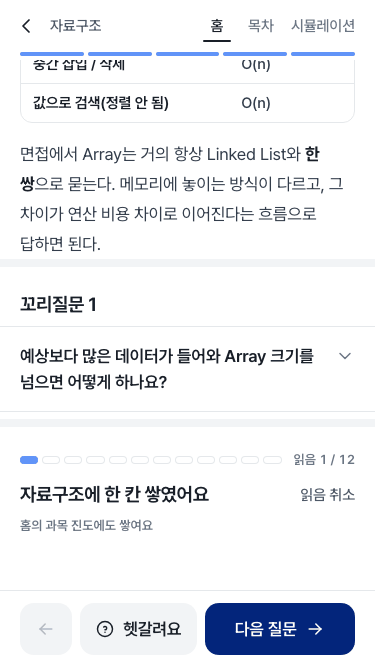 자료구조
홈 목차 시뮬레이션
중간 삽입 / 삭제 O(n)
값으로 검색(정렬 안 됨) O(n)
면접에서 Array는 거의 항상 Linked List와 한
쌍으로 묻는다. 메모리에 놓이는 방식이 다르고, 그
차이가 연산 비용 차이로 이어진다는 흐름으로
답하면 된다.
꼬리질문 1
예상보다 많은 데이터가 들어와 Array 크기를
넘으면 어떻게 하나요?
읽음 1 / 12
자료구조에 한 칸 쌓였어요
읽음 취소
홈의 과목 진도에도 쌓여요
헷갈려요
다음 질문